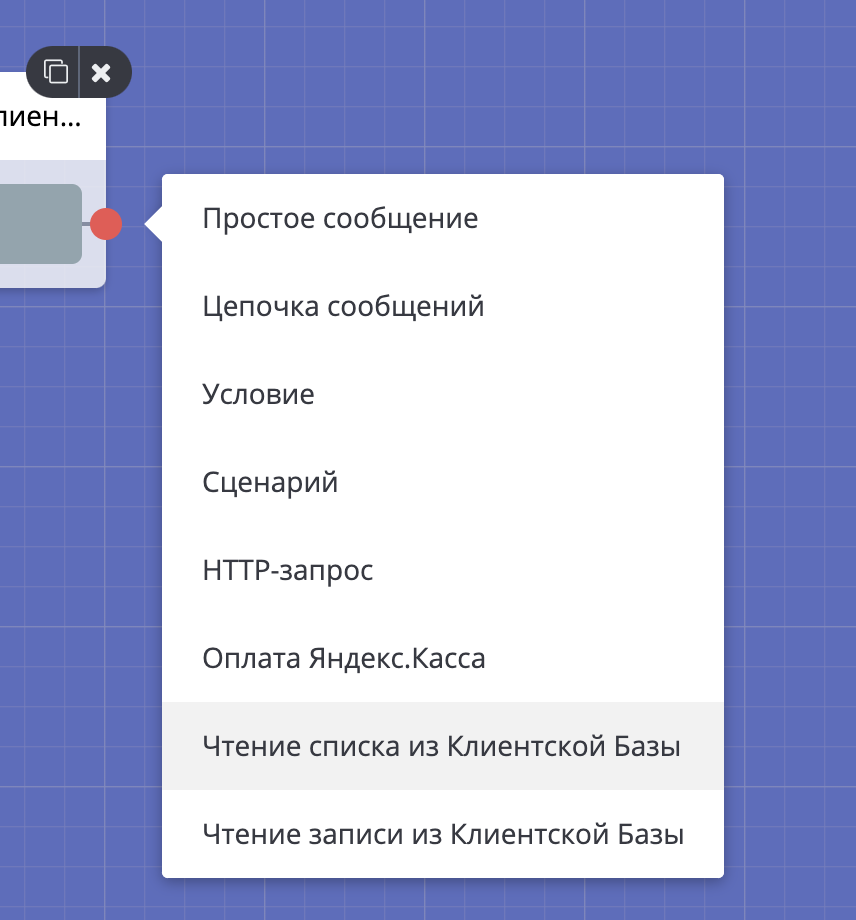 лиен...
Простое сообщение
Цепочка сообщений
Условие
Сценарий
HTTP-запрос
Оплата Яндекс.Касса
Чтение списка из Клиентской Базы
Чтение записи из Клиентской Базы